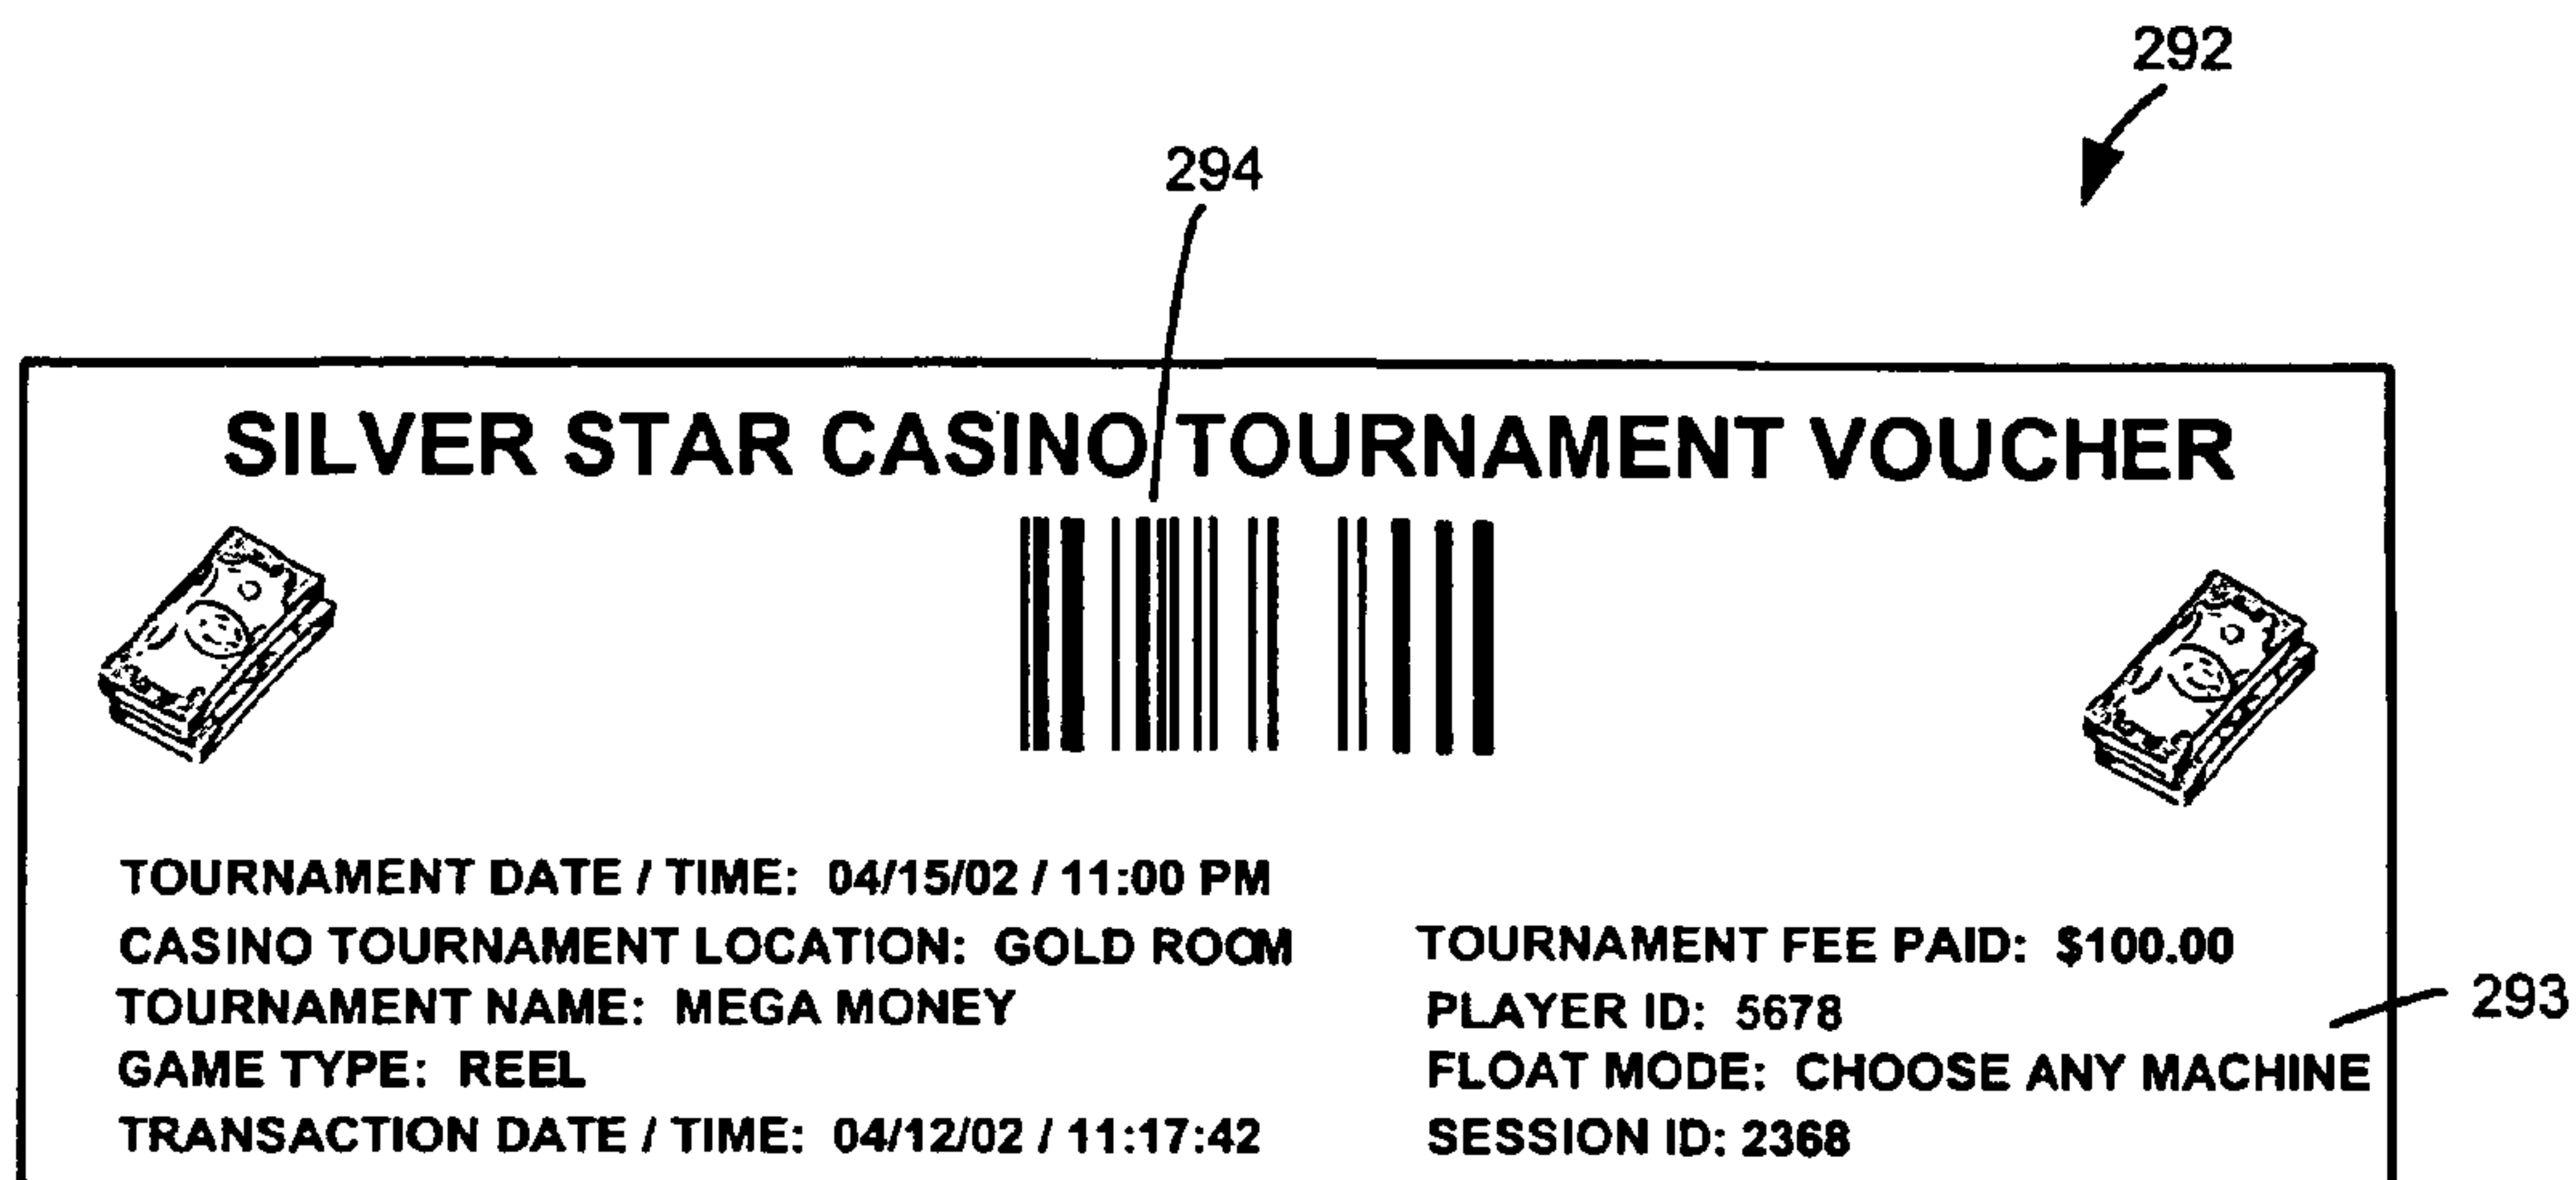 292
294
SILVER STAR CASINO TOURNAMENT VOUCHER
TOURNAMENT DATE / TIME: 04/15/02 / 11:00 PM
CASINO TOURNAMENT LOCATION: GOLD ROOM
TOURNAMENT NAME: MEGA MONEY
GAME TYPE: REEL
TRANSACTION DATE / TIME: 04/12/02 / 11:17:42
TOURNAMENT FEE PAID: $100.00
PLAYER ID: 5678
FLOAT MODE: CHOOSE ANY MACHINE
SESSION ID: 2368
293